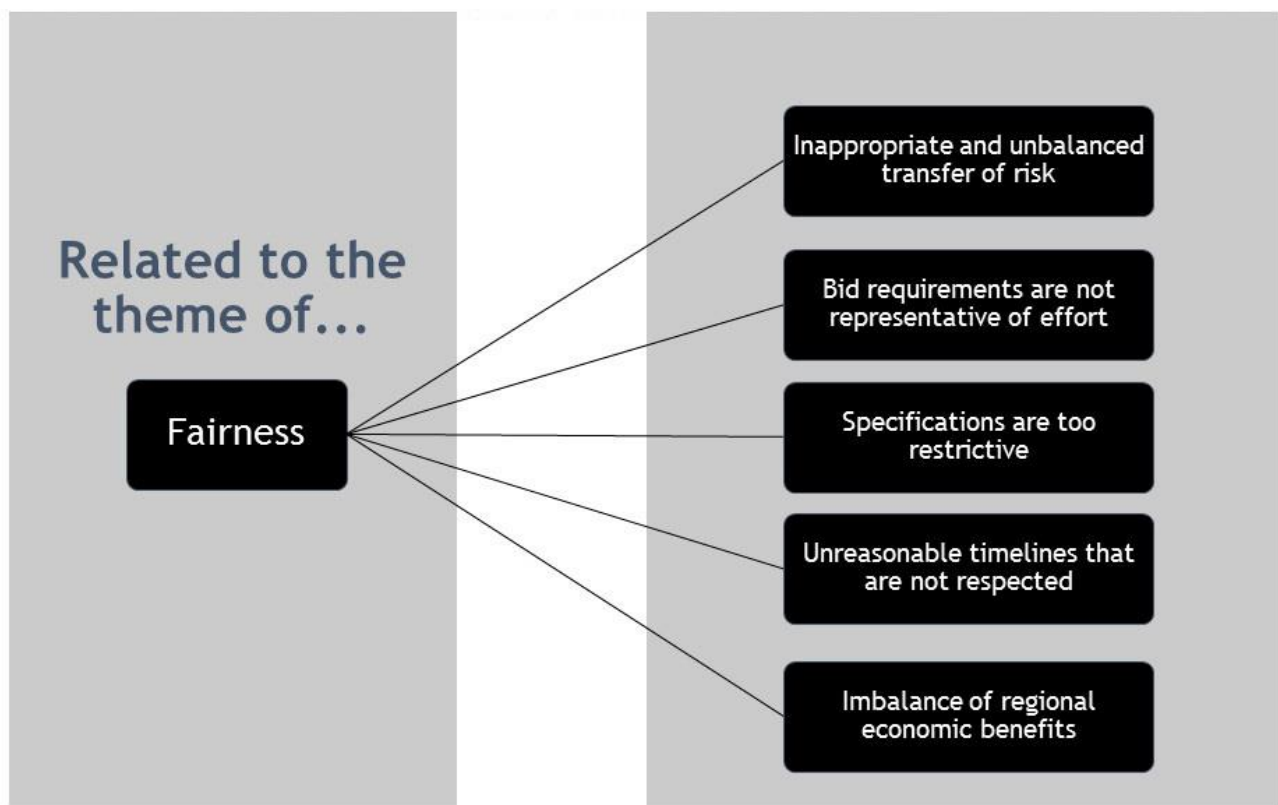 Related to the
theme of...
Fairness
Inappropriate and unbalanced
transfer of risk
Bid requirements are not
representative of effort
Specifications are too
restrictive
Unreasonable timelines that
are not respected
Imbalance of regional
economic benefits